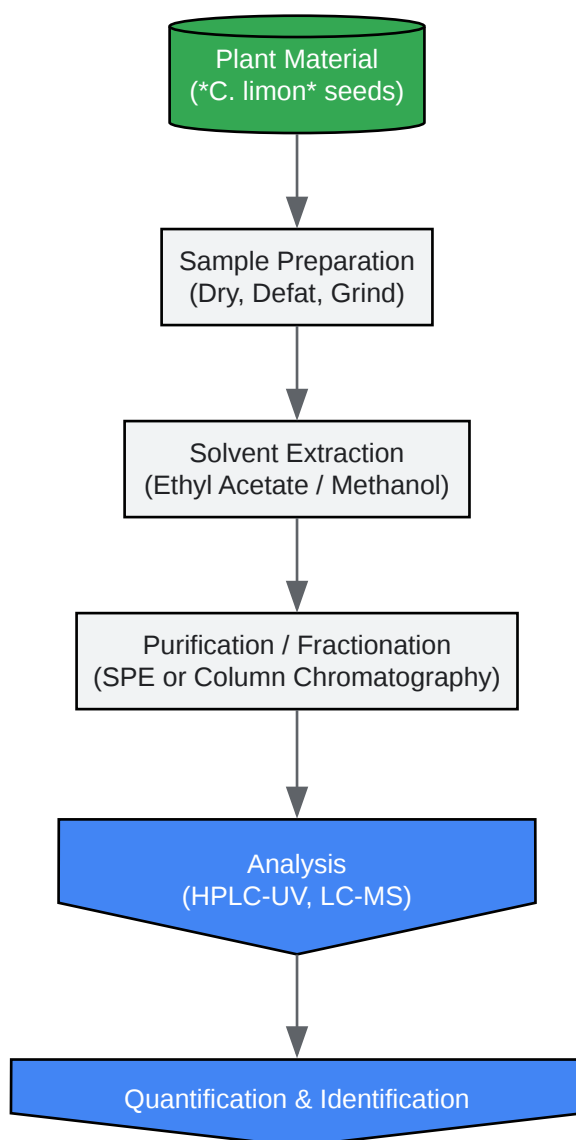 Plant Material
(*C. limon* seeds)
Sample Preparation
(Dry, Defat, Grind)
Solvent Extraction
(Ethyl Acetate / Methanol)
Purification / Fractionation
(SPE or Column Chromatography)
Analysis
(HPLC-UV, LC-MS)
Quantification & Identification